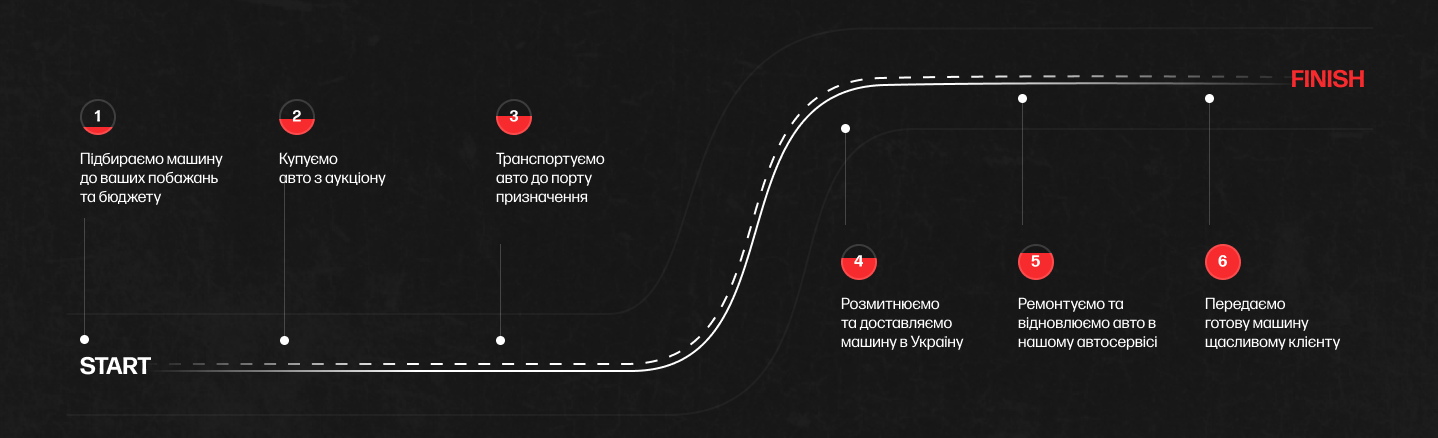 1
Підбираємо машину
до ваших побажань
та бюджету
2
Купуємо
авто з аукціону
3
Транспортуємо
авто до порту
призначення
START
FINISH
4
Розмитнюємо
та доставляємо
машину в Україну
5
Ремонтуємо та
відновлюємо авто в
нашому автосервісі
6
Передаємо
готову машину
щасливому клієнту